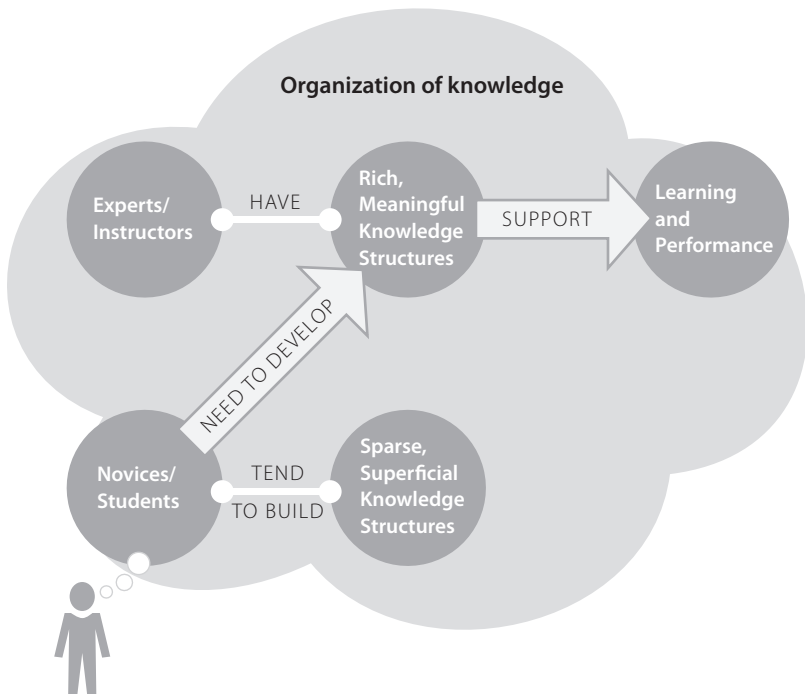 Organization of knowledge
Experts/
Instructors
HAVE
Rich,
Meaningful
Knowledge
Structures
SUPPORT
Learning
and
Performance
NEED TO DEVELOP
Novices/
Students
TEND
TO BUILD
Sparse,
Superficial
Knowledge
Structures